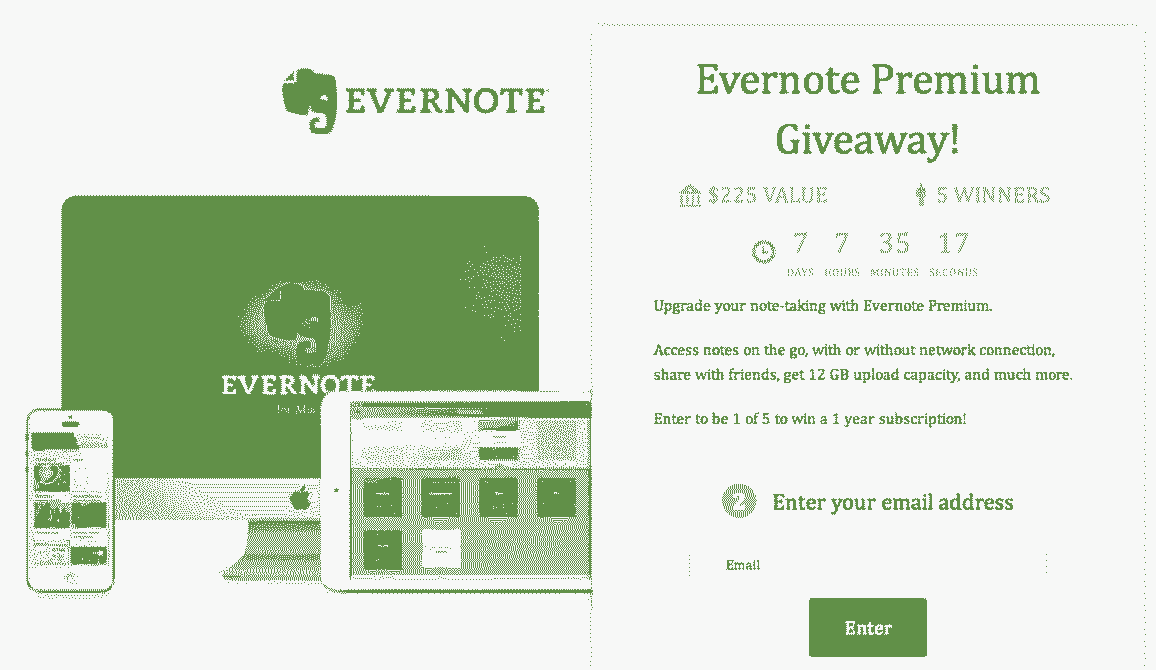 EVERNOTE
EVERNOTE
for Mac
Evernote Premium
Giveaway!
$225 VALUE
5 WINNERS
7 7 35 17
DAYS HOURS MINUTES SECONDS
Upgrade your note-taking with Evernote Premium.
Access notes on the go, with or without network connection,
share with friends, get 12 GB upload capacity, and much more.
Enter to be 1 of 5 to win a 1 year subscription!
2 Enter your email address
Email
Enter